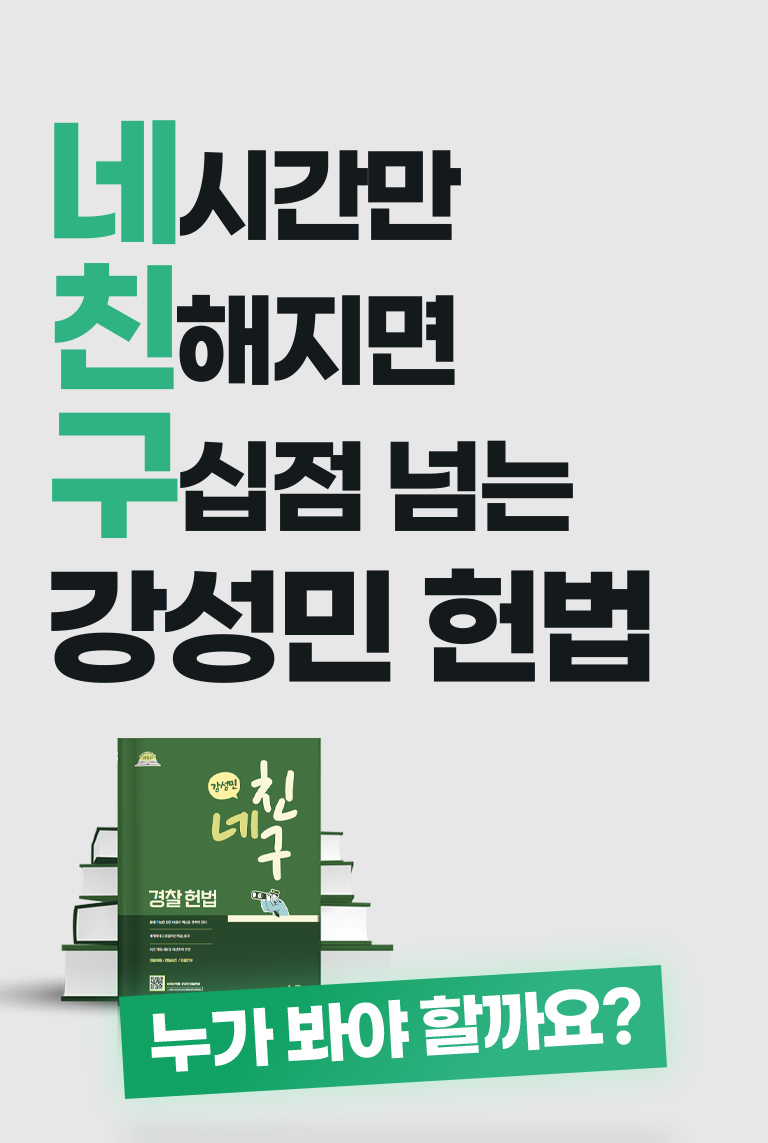 네시간만
친해지면
구십점 넘는
강성민 헌법
강성민
네친구
경찰 헌법
누가 봐야 할까요?